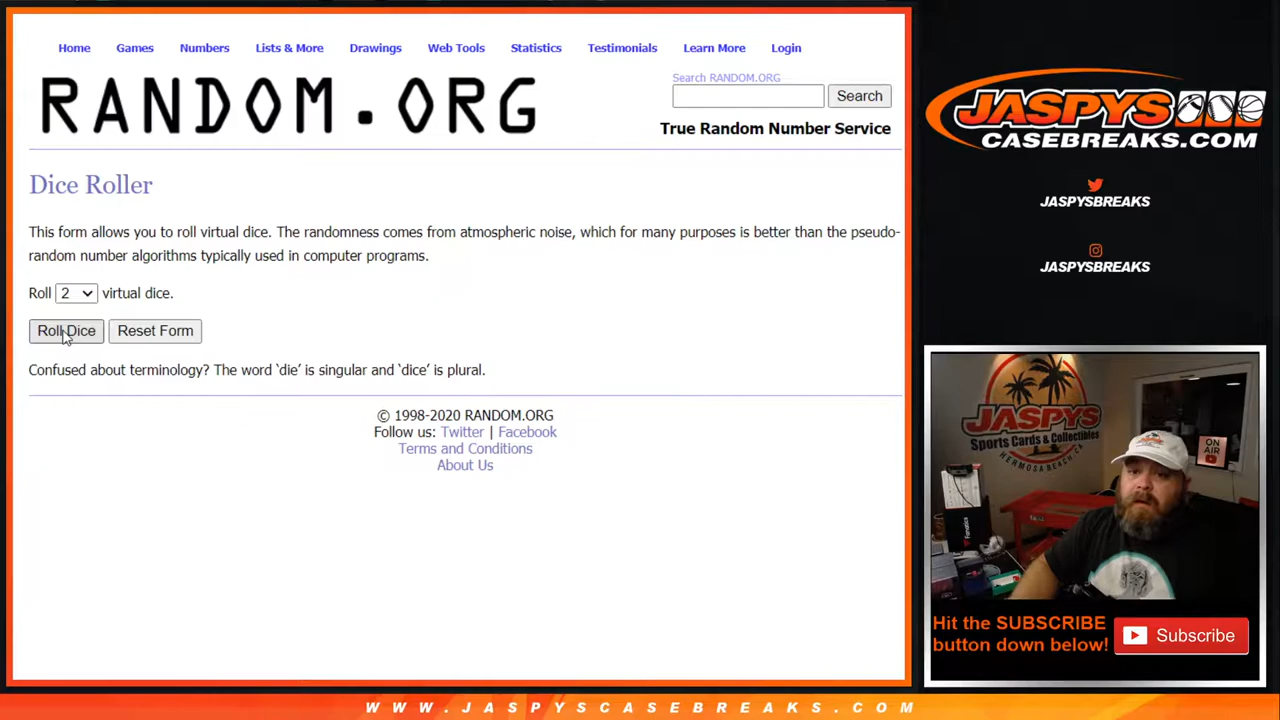 Home Games Numbers Lists & More Drawings Web Tools Statistics Testimonials Learn More Login
RANDOM.ORG
Search RANDOM.ORG
Search
True Random Number Service
Dice Roller
This form allows you to roll virtual dice. The randomness comes from atmospheric noise, which for many purposes is better than the pseudo-
random number algorithms typically used in computer programs.
Roll 2 virtual dice.
Roll Dice Reset Form
Confused about terminology? The word ‘die’ is singular and ‘dice’ is plural.
© 1998-2020 RANDOM.ORG
Follow us: Twitter | Facebook
Terms and Conditions
About Us
JASPYS
CASEBREAKS.COM
JASPYSBREAKS
JASPYSBREAKS
JASPYS
Sports Cards & Collectibles
HERMOSA BEACH, CA
ON
AIR
Fanatics
Hit the SUBSCRIBE
button down below!
Subscribe
WWW.JASPYSCASEBREAKS.COM